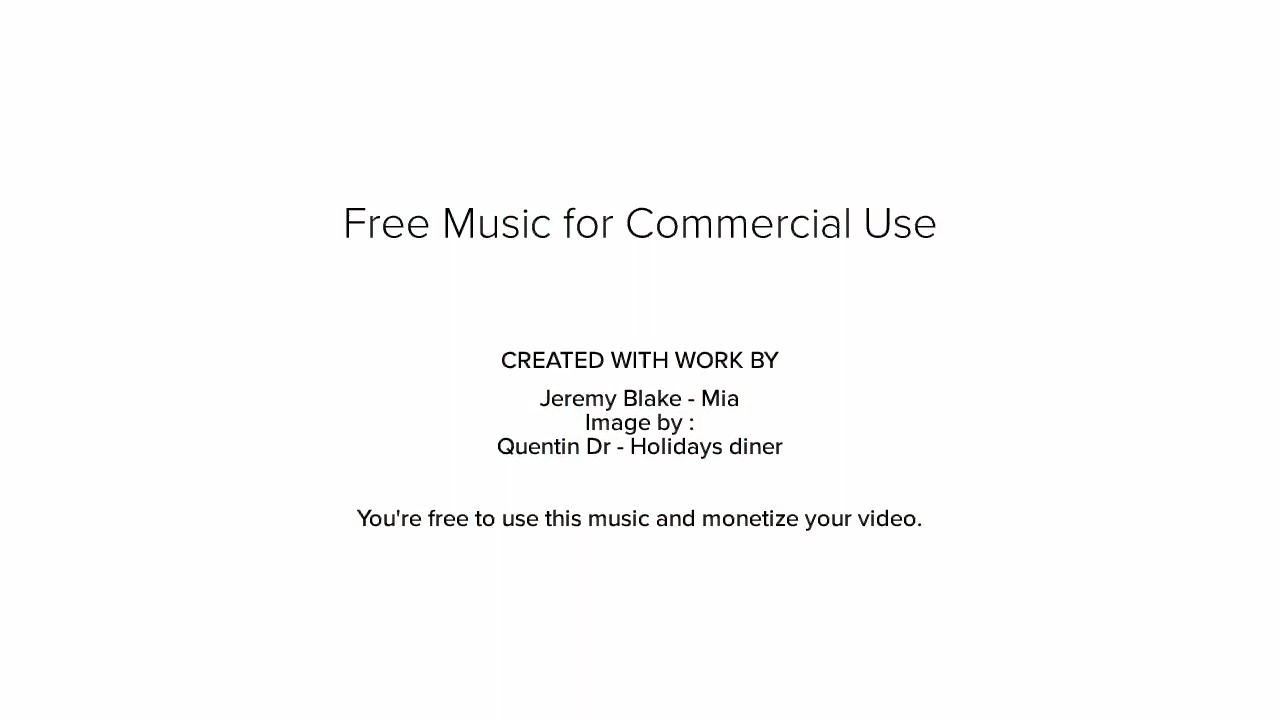 Free Music for Commercial Use
CREATED WITH WORK BY
Jeremy Blake - Mia
Image by :
Quentin Dr - Holidays diner
You're free to use this music and monetize your video.